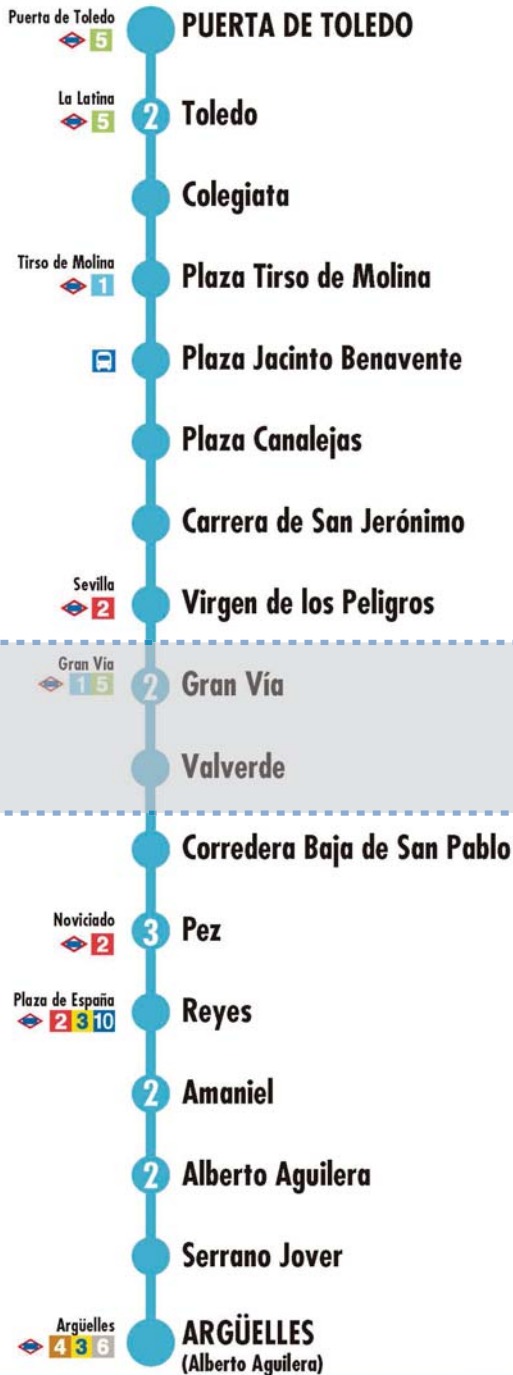 Puerta de Toledo
5
PUERTA DE TOLEDO
La Latina
5
2
Toledo
Colegiata
Tirso de Molina
1
Plaza Tirso de Molina
Plaza Jacinto Benavente
Plaza Canalejas
Carrera de San Jerónimo
Sevilla
2
Virgen de los Peligros
Gran Vía
1 5
2
Gran Vía
Valverde
Corredera Baja de San Pablo
Noviciado
2
3
Pez
Plaza de España
2 3 10
Reyes
2
Amaniel
2
Alberto Aguilera
Serrano Jover
Argüelles
4 3 6
ARGÜELLES
(Alberto Aguilera)